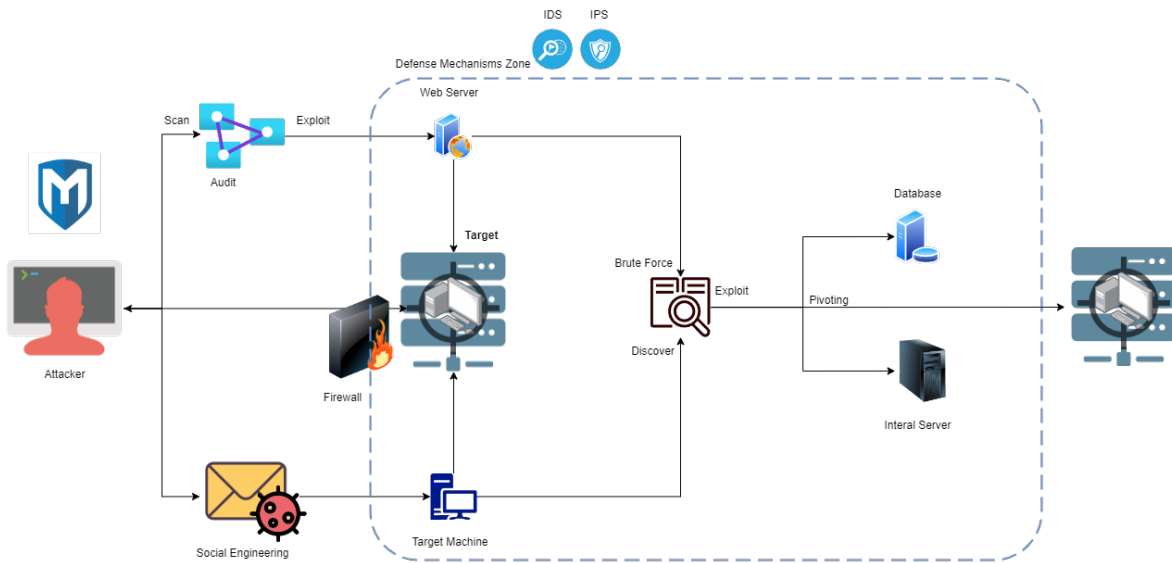 IDS
IPS
Defense Mechanisms Zone
Web Server
Scan
Exploit
Audit
Database
Target
Brute Force
Exploit
Pivoting
Discover
Attacker
Firewall
Interal Server
Target Machine
Social Engineering